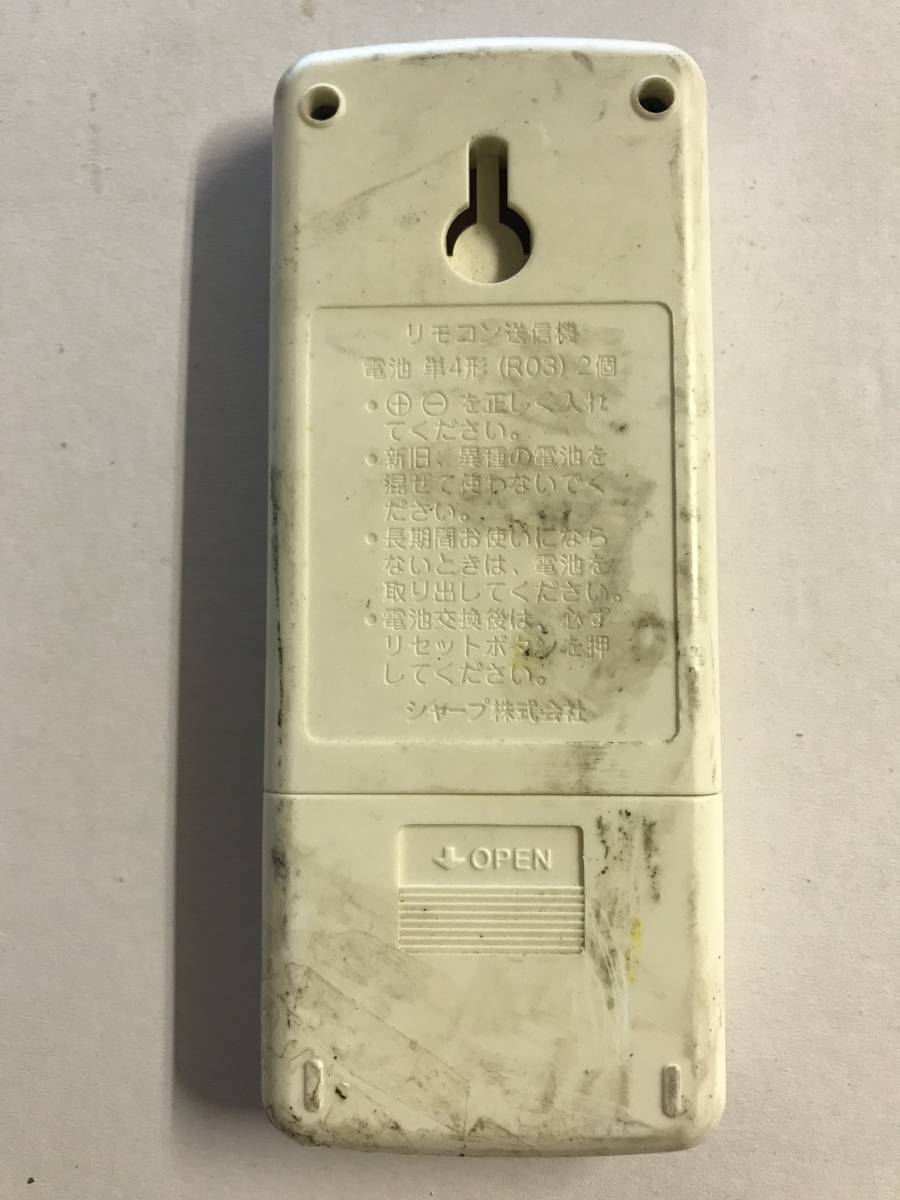 リモコン送信機
電池 単4形 (R03) 2個
● ⊕ ⊖ を正しく入れ
てください。
● 新旧、異種の電池を
混ぜて使わないでく
ださい。
● 長期間お使いになら
ないときは、電池を
取り出してください。
● 電池交換後は、必ず
リセットボタンを押
してください。
シャープ株式会社
OPEN